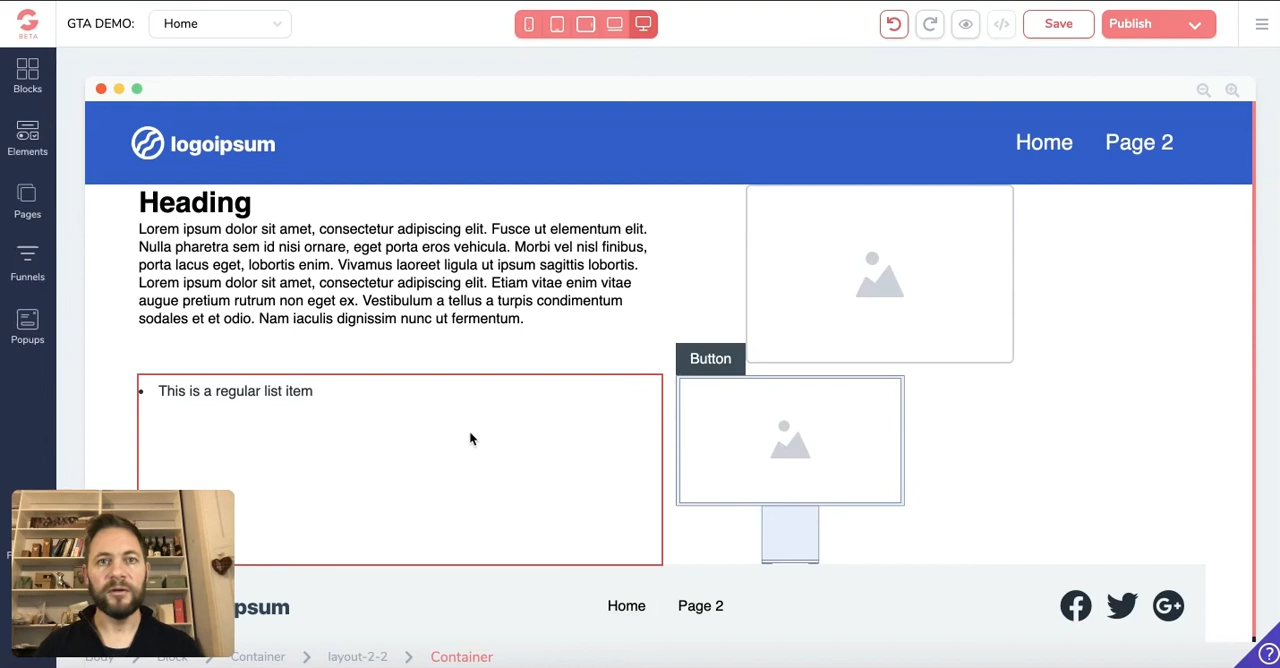 BETA
GTA DEMO:
Home
Save
Publish
Blocks
Elements
Pages
Funnels
Popups
logoipsum
Home
Page 2
Heading
Lorem ipsum dolor sit amet, consectetur adipiscing elit. Fusce ut elementum elit.
Nulla pharetra sem id nisi ornare, eget porta eros vehicula. Morbi vel nisl finibus,
porta lacus eget, lobortis enim. Vivamus laoreet ligula ut ipsum sagittis lobortis.
Lorem ipsum dolor sit amet, consectetur adipiscing elit. Etiam vitae enim vitae
augue pretium rutrum non eget ex. Vestibulum a tellus a turpis condimentum
sodales et et odio. Nam iaculis dignissim nunc ut fermentum.
Button
• This is a regular list item
psum
Home
Page 2
G+
Body > Block > Container > layout-2-2 > Container
?